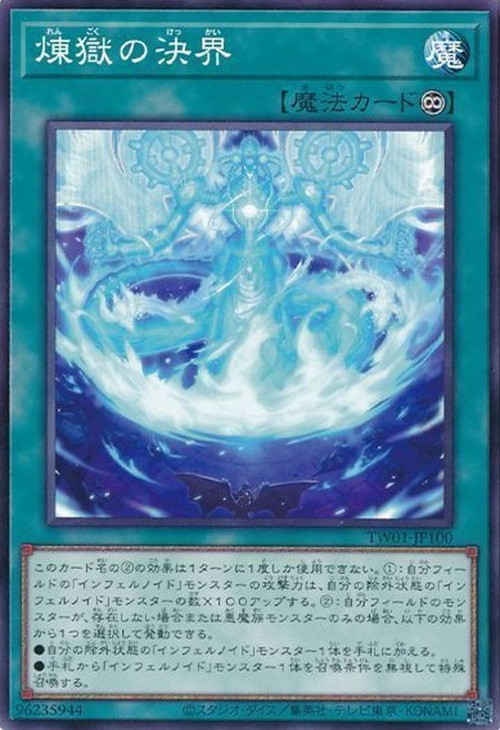 煉獄の決界
魔
【魔法カード】
TW01-JP100
このカード名の②の効果は1ターンに1度しか使用できない。①:自分フィー
ルドの「インフェルノイド」モンスターの攻撃力は、自分の除外状態の「イン
フェルノイド」モンスターの数×100アップする。②:自分フィールドのモン
スターが、存在しない場合または悪魔族モンスターのみの場合、以下の効果
から1つを選択して発動できる。
●自分の除外状態の「インフェルノイド」モンスター1体を手札に加える。
●手札から「インフェルノイド」モンスター1体を召喚条件を無視して特殊
召喚する。
96235944
©スタジオ・ダイス/集英社・テレビ東京・KONAMI